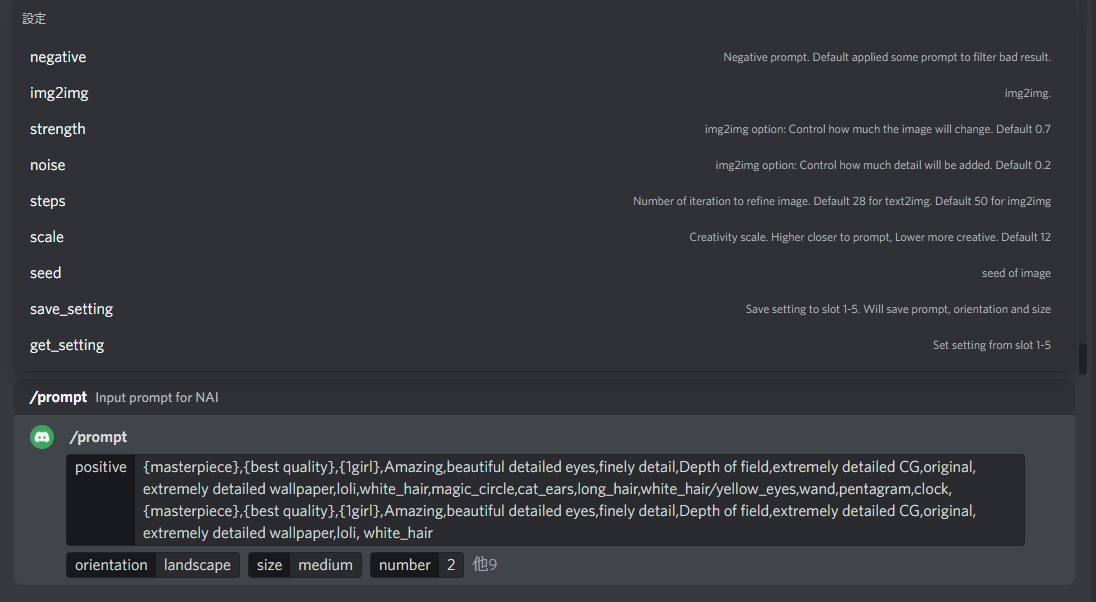 設定
negative Negative prompt. Default applied some prompt to filter bad result.
img2img img2img.
strength img2img option: Control how much the image will change. Default 0.7
noise img2img option: Control how much detail will be added. Default 0.2
steps Number of iteration to refine image. Default 28 for text2img. Default 50 for img2img
scale Creativity scale. Higher closer to prompt, Lower more creative. Default 12
seed seed of image
save_setting Save setting to slot 1-5. Will save prompt, orientation and size
get_setting Set setting from slot 1-5
/prompt Input prompt for NAI
/prompt
positive {masterpiece},{best quality},{1girl},Amazing,beautiful detailed eyes,finely detail,Depth of field,extremely detailed CG,original,
extremely detailed wallpaper,loli,white_hair,magic_circle,cat_ears,long_hair,white_hair/yellow_eyes,wand,pentagram,clock,
{masterpiece},{best quality},{1girl},Amazing,beautiful detailed eyes,finely detail,Depth of field,extremely detailed CG,original,
extremely detailed wallpaper,loli, white_hair
orientation landscape size medium number 2 他9